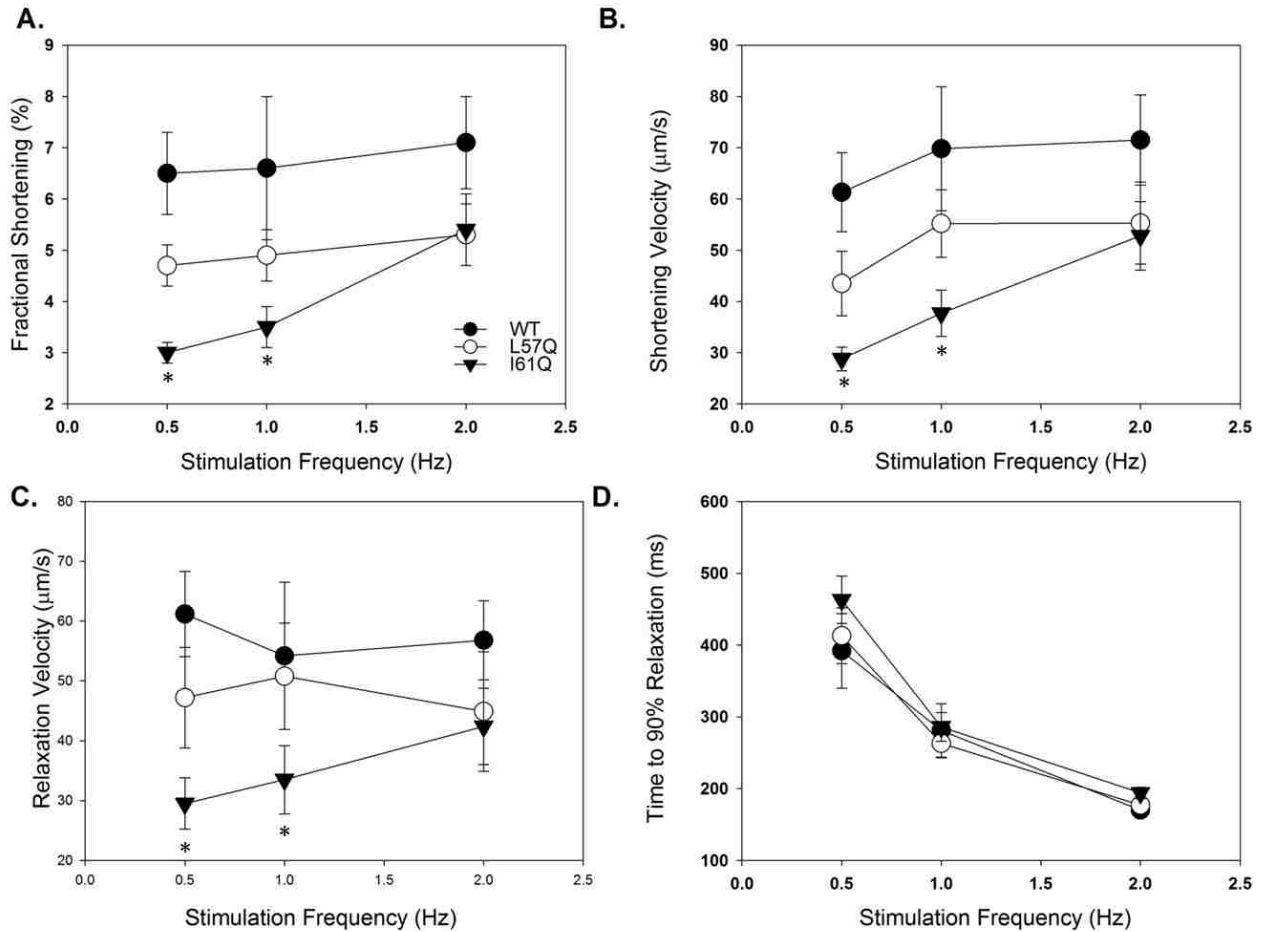 A.
Fractional Shortening (%)
9
8
7
6
5
4
3
2
* *
WT
L57Q
I61Q
0.0 0.5 1.0 1.5 2.0 2.5
Stimulation Frequency (Hz)
B.
Shortening Velocity (μm/s)
90
80
70
60
50
40
30
20
* *
0.0 0.5 1.0 1.5 2.0 2.5
Stimulation Frequency (Hz)
C.
Relaxation Velocity (μm/s)
80
70
60
50
40
30
20
* *
0.0 0.5 1.0 1.5 2.0 2.5
Stimulation Frequency (Hz)
D.
Time to 90% Relaxation (ms)
600
500
400
300
200
100
0.0 0.5 1.0 1.5 2.0 2.5
Stimulation Frequency (Hz)